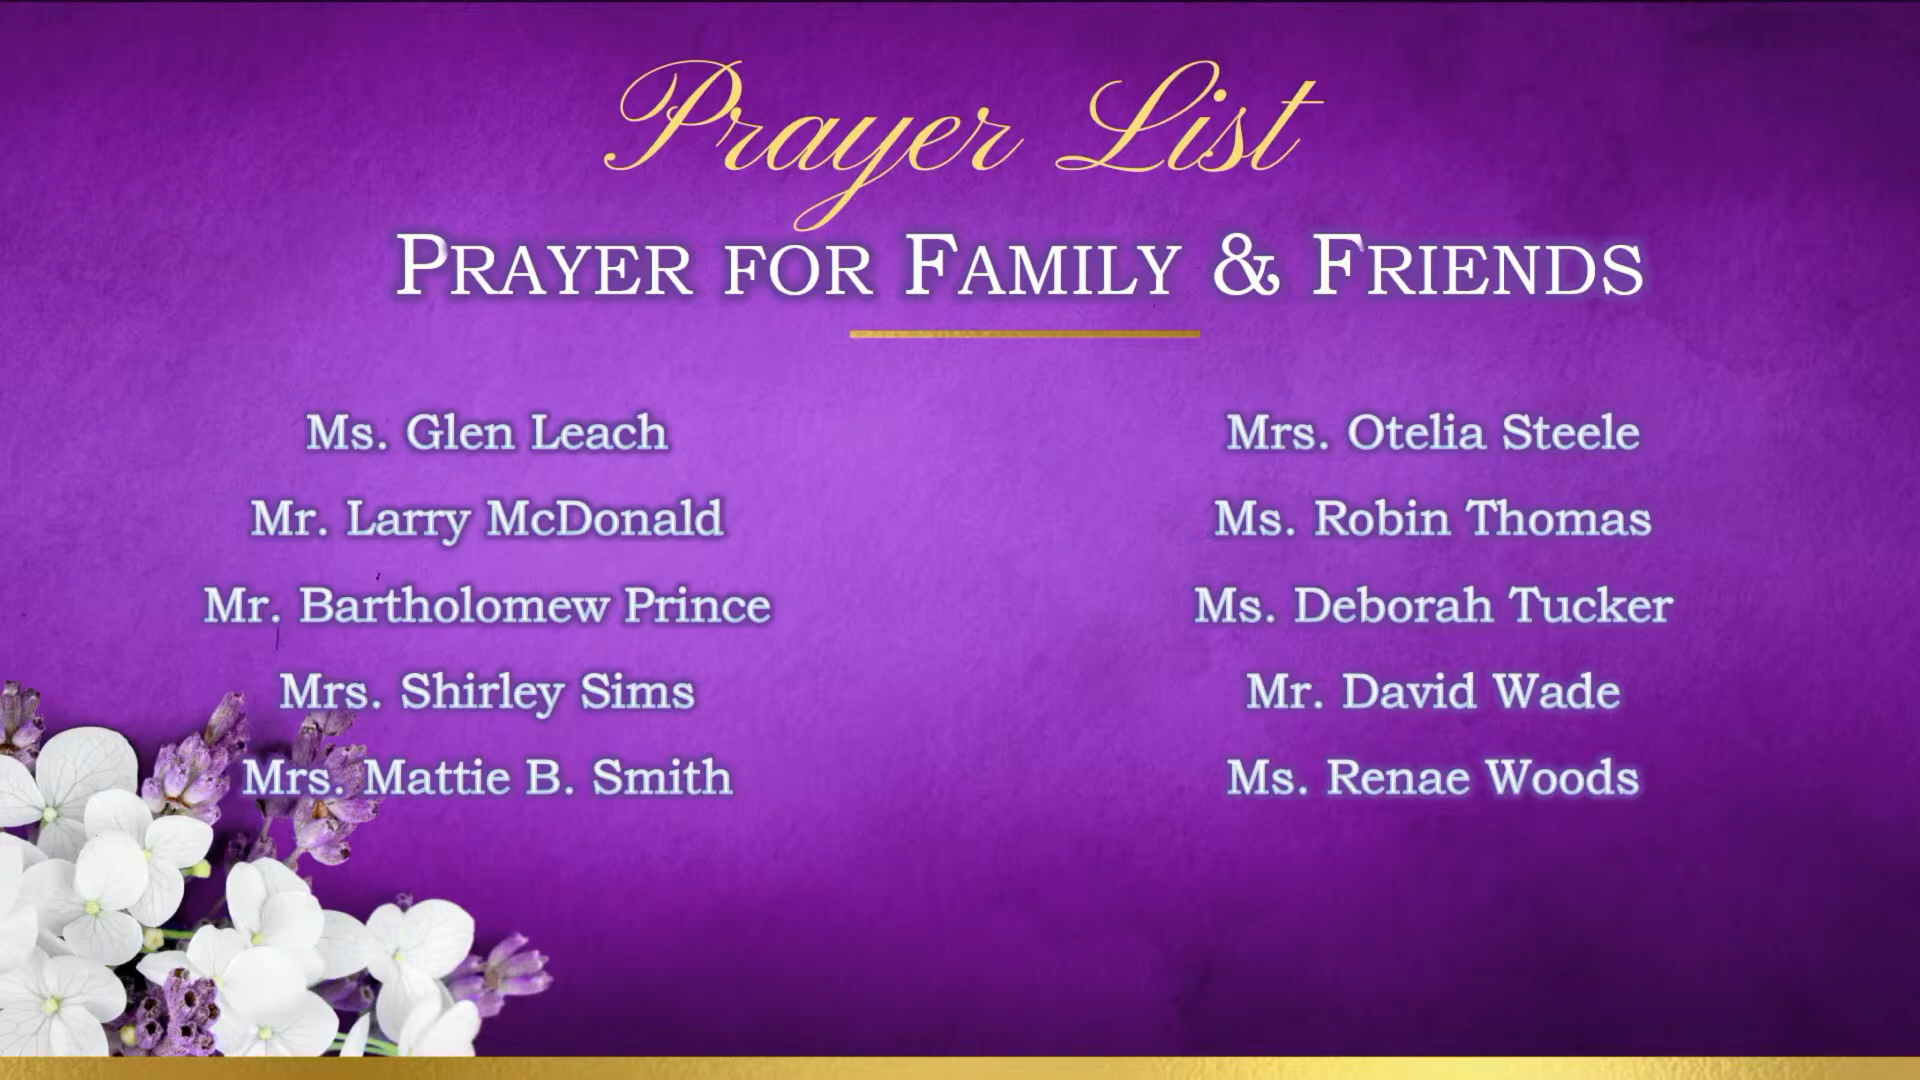 Prayer List
Prayer for Family & Friends
Ms. Glen Leach
Mr. Larry McDonald
Mr. Bartholomew Prince
Mrs. Shirley Sims
Mrs. Mattie B. Smith
Mrs. Otelia Steele
Ms. Robin Thomas
Ms. Deborah Tucker
Mr. David Wade
Ms. Renae Woods